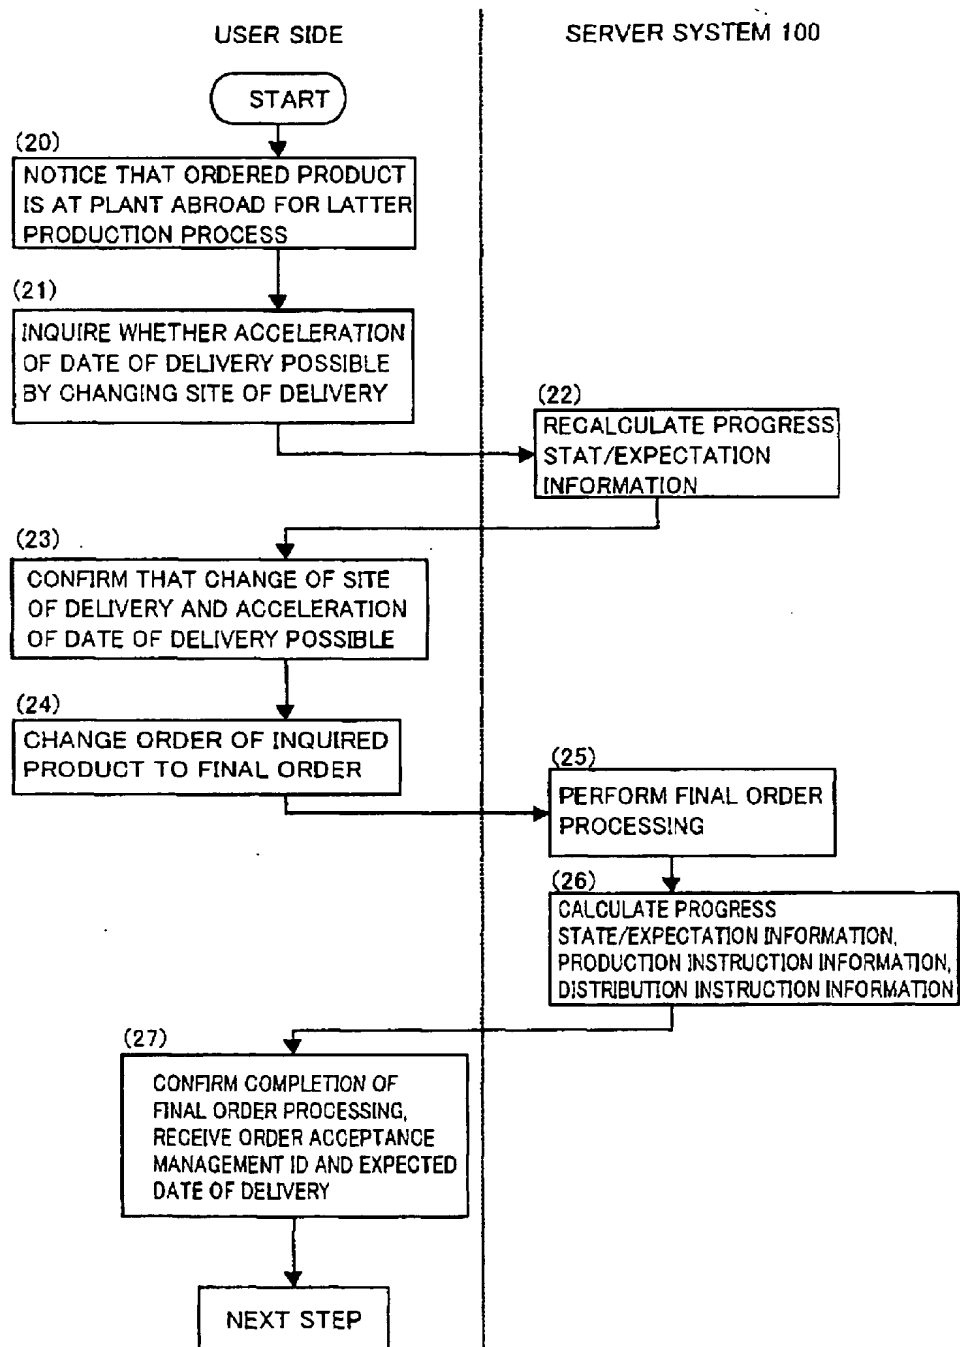 USER SIDE
SERVER SYSTEM 100
START
(20)
NOTICE THAT ORDERED PRODUCT
IS AT PLANT ABROAD FOR LATTER
PRODUCTION PROCESS
(21)
INQUIRE WHETHER ACCELERATION
OF DATE OF DELIVERY POSSIBLE
BY CHANGING SITE OF DELIVERY
(22)
RECALCULATE PROGRESS
STAT/EXPECTATION
INFORMATION
(23)
CONFIRM THAT CHANGE OF SITE
OF DELIVERY AND ACCELERATION
OF DATE OF DELIVERY POSSIBLE
(24)
CHANGE ORDER OF INQUIRED
PRODUCT TO FINAL ORDER
(25)
PERFORM FINAL ORDER
PROCESSING
(26)
CALCULATE PROGRESS
STATE/EXPECTATION INFORMATION,
PRODUCTION INSTRUCTION INFORMATION,
DISTRIBUTION INSTRUCTION INFORMATION
(27)
CONFIRM COMPLETION OF
FINAL ORDER PROCESSING,
RECEIVE ORDER ACCEPTANCE
MANAGEMENT ID AND EXPECTED
DATE OF DELIVERY
NEXT STEP